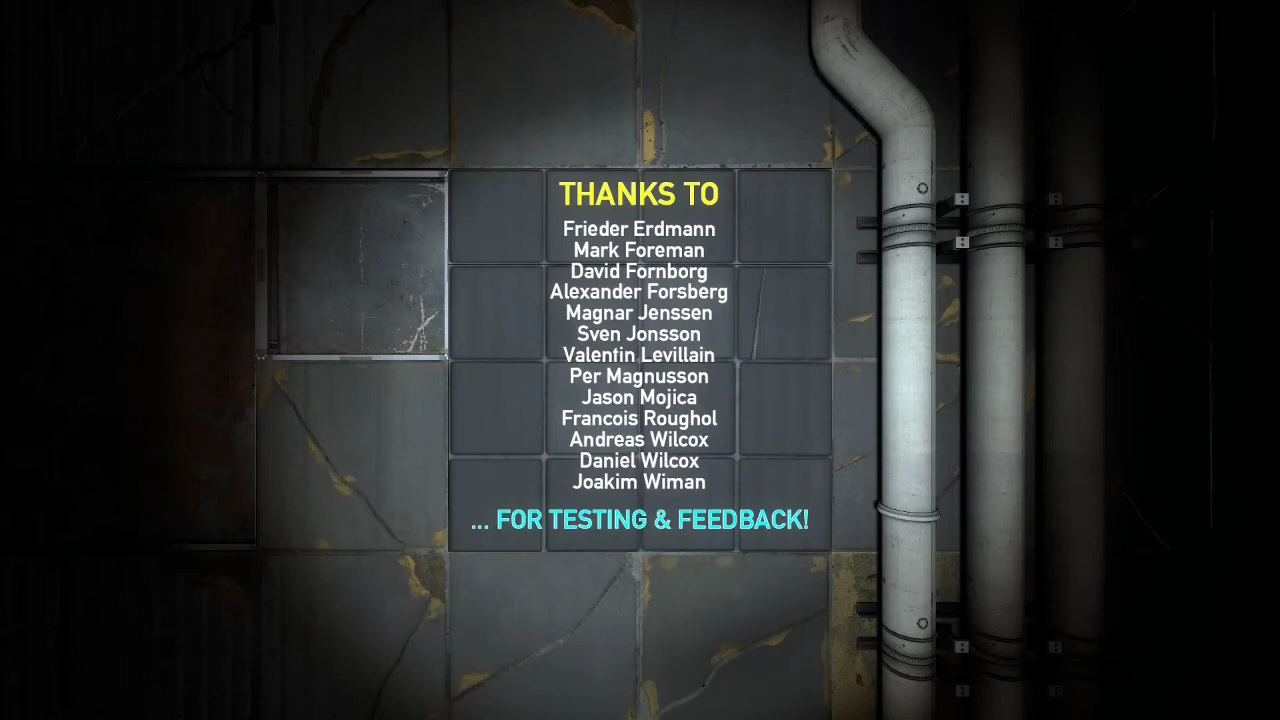 THANKS TO
Frieder Erdmann
Mark Foreman
David Fornborg
Alexander Forsberg
Magnar Jenssen
Sven Jonsson
Valentin Levillain
Per Magnusson
Jason Mojica
Francois Roughol
Andreas Wilcox
Daniel Wilcox
Joakim Wiman
... FOR TESTING & FEEDBACK!